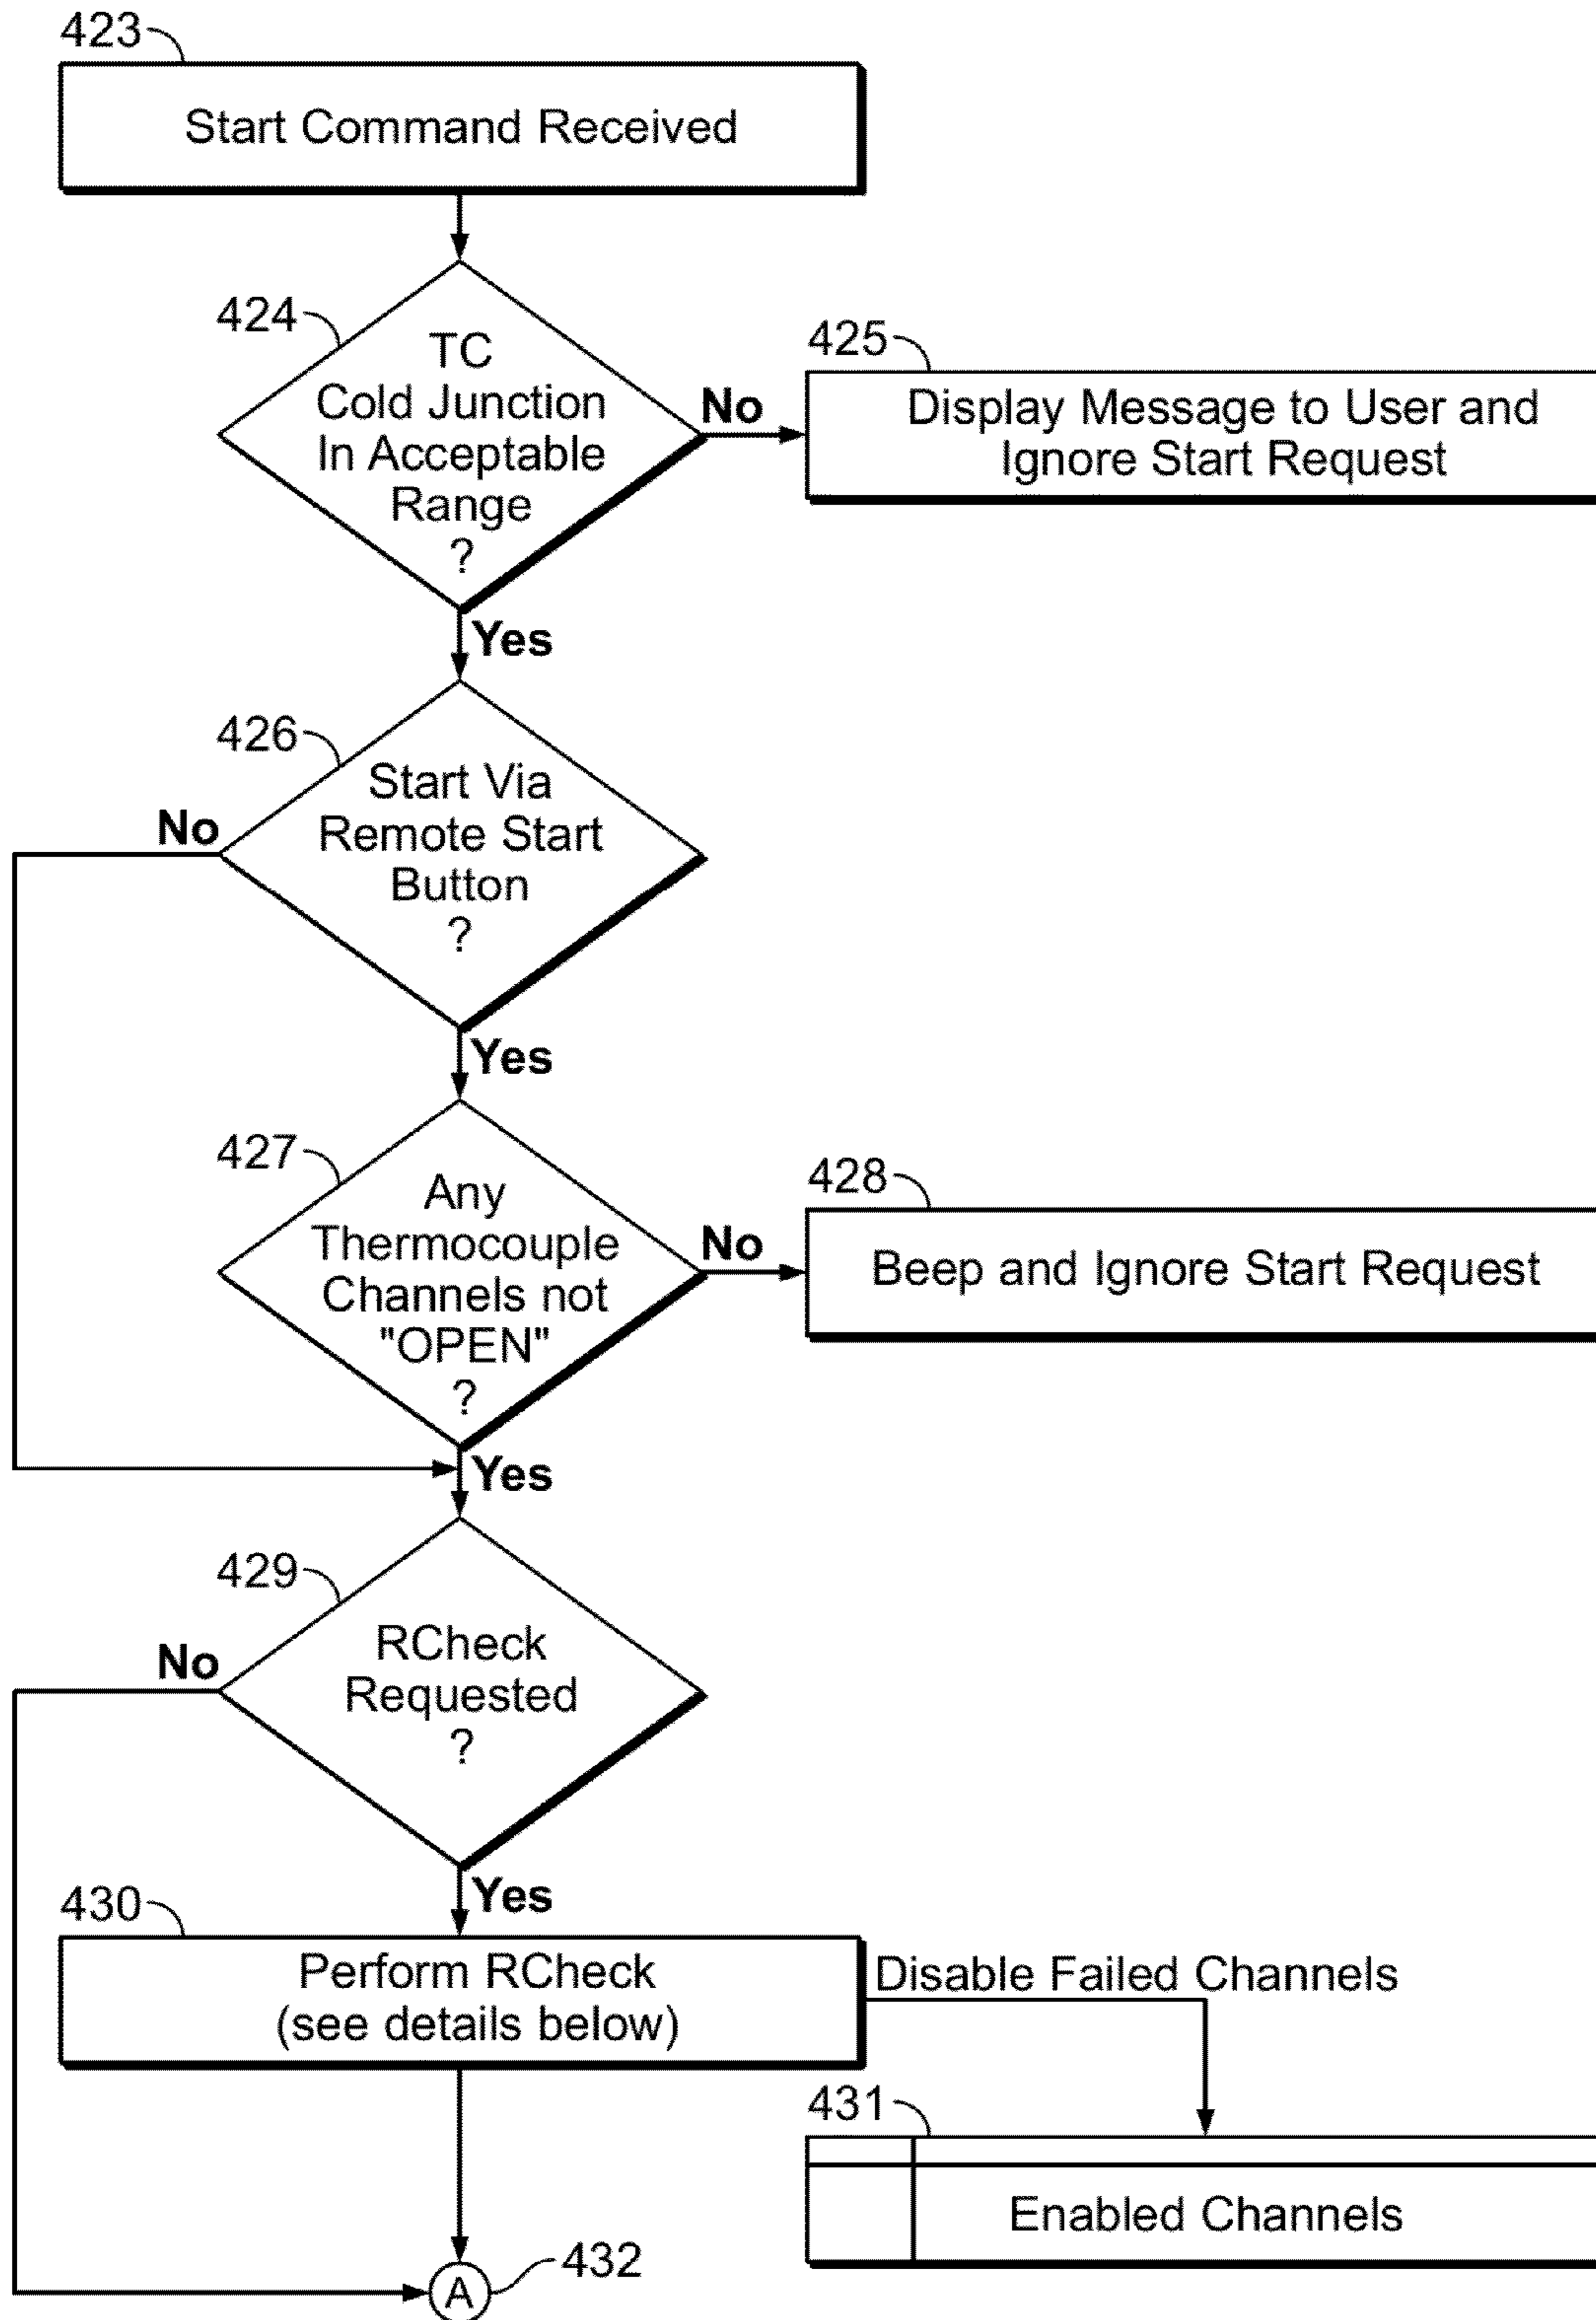 423
Start Command Received
424
TC
Cold Junction
In Acceptable
Range
?
No
425
Display Message to User and
Ignore Start Request
Yes
426
Start Via
Remote Start
Button
?
No
Yes
427
Any
Thermocouple
Channels not
"OPEN"
?
No
428
Beep and Ignore Start Request
Yes
429
RCheck
Requested
?
No
Yes
430
Perform RCheck
(see details below)
Disable Failed Channels
431
Enabled Channels
A
432